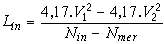 L_in = (4,17.V_1^2 − 4,17.V_2^2) / (N_in − N_mer)